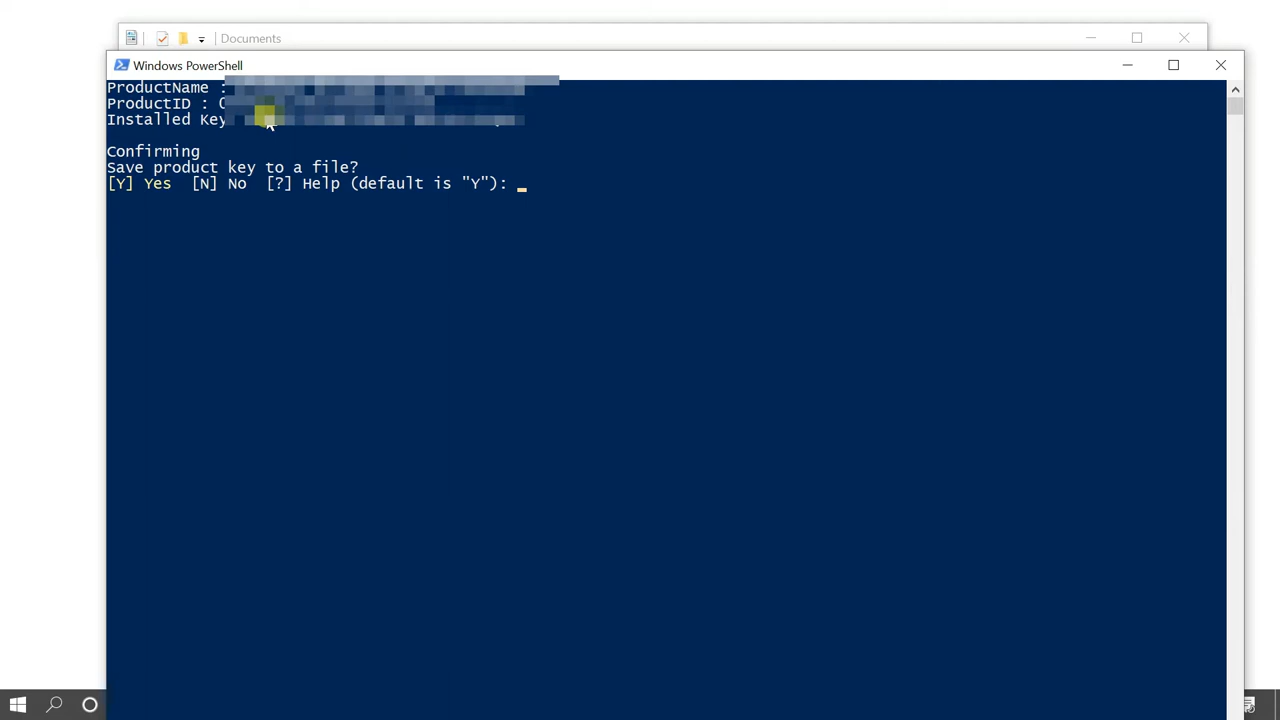 Documents
Windows PowerShell
ProductName :
ProductID :
Installed Key
Confirming
Save product key to a file?
[Y] Yes  [N] No  [?] Help (default is "Y"):